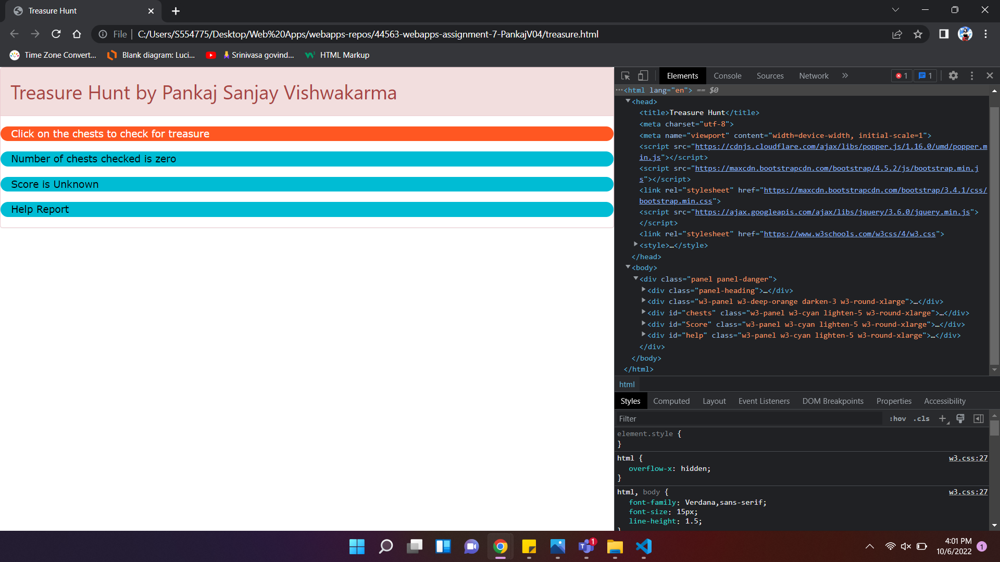 Treasure Hunt
File
C:/Users/S554775/Desktop/Web%20Apps/webapps-repos/44563-webapps-assignment-7-PankajV04/treasure.html
Time Zone Convert... Blank diagram: Luci... Srinivasa govind... HTML Markup
Treasure Hunt by Pankaj Sanjay Vishwakarma
Click on the chests to check for treasure
Number of chests checked is zero
Score is Unknown
Help Report
Elements Console Sources Network » 1 1
···<html lang="en"> == $0
<head>
<title>Treasure Hunt</title>
<meta charset="utf-8">
<meta name="viewport" content="width=device-width, initial-scale=1">
<script src="https://cdnjs.cloudflare.com/ajax/libs/popper.js/1.16.0/umd/popper.m
in.js"></script>
<script src="https://maxcdn.bootstrapcdn.com/bootstrap/4.5.2/js/bootstrap.min.j
s"></script>
<link rel="stylesheet" href="https://maxcdn.bootstrapcdn.com/bootstrap/3.4.1/css/
bootstrap.min.css">
<script src="https://ajax.googleapis.com/ajax/libs/jquery/3.6.0/jquery.min.js">
</script>
<link rel="stylesheet" href="https://www.w3schools.com/w3css/4/w3.css">
<style>…</style>
</head>
<body>
<div class="panel panel-danger">
<div class="panel-heading">…</div>
<div class="w3-panel w3-deep-orange darken-3 w3-round-xlarge">…</div>
<div id="chests" class="w3-panel w3-cyan lighten-5 w3-round-xlarge">…</div>
<div id="Score" class="w3-panel w3-cyan lighten-5 w3-round-xlarge">…</div>
<div id="help" class="w3-panel w3-cyan lighten-5 w3-round-xlarge">…</div>
</div>
</body>
</html>
html
Styles Computed Layout Event Listeners DOM Breakpoints Properties Accessibility
Filter :hov .cls +
element.style {
}
html { w3.css:27
overflow-x: hidden;
}
html, body { w3.css:27
font-family: Verdana,sans-serif;
font-size: 15px;
line-height: 1.5;
}
1
4:01 PM
10/6/2022
1